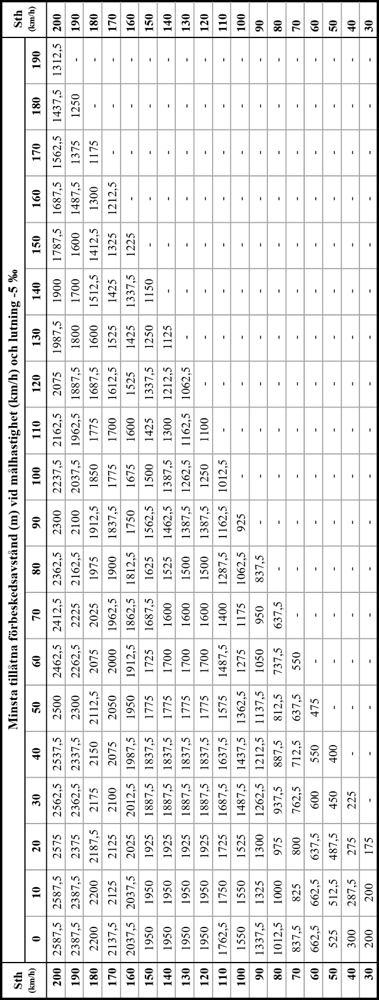 Minsta tillåtna förbeskedsavstånd (m) vid målhastighet (km/h) och lutning -5 ‰
Sth (km/h) 0 10 20 30 40 50 60 70 80 90 100 110 120 130 140 150 160 170 180 190 Sth (km/h)
200 2587,5 2587,5 2575 2562,5 2537,5 2500 2462,5 2412,5 2362,5 2300 2237,5 2162,5 2075 1987,5 1900 1787,5 1687,5 1562,5 1437,5 1312,5 200
190 2387,5 2387,5 2375 2362,5 2337,5 2300 2262,5 2225 2162,5 2100 2037,5 1962,5 1887,5 1800 1700 1600 1487,5 1375 1250 - 190
180 2200 2200 2187,5 2175 2150 2112,5 2075 2025 1975 1912,5 1850 1775 1687,5 1600 1512,5 1412,5 1300 1175 - - 180
170 2137,5 2125 2125 2100 2075 2050 2000 1962,5 1900 1837,5 1775 1700 1612,5 1525 1425 1325 1212,5 - - - 170
160 2037,5 2037,5 2025 2012,5 1987,5 1950 1912,5 1862,5 1812,5 1750 1675 1600 1525 1425 1337,5 1225 - - - - 160
150 1950 1950 1925 1887,5 1837,5 1775 1725 1687,5 1625 1562,5 1500 1425 1337,5 1250 1150 - - - - - 150
140 1950 1950 1925 1887,5 1837,5 1775 1700 1600 1525 1462,5 1387,5 1300 1212,5 1125 - - - - - - 140
130 1950 1950 1925 1887,5 1837,5 1775 1700 1600 1500 1387,5 1262,5 1162,5 1062,5 - - - - - - - 130
120 1950 1950 1925 1887,5 1837,5 1775 1700 1600 1500 1387,5 1250 1100 - - - - - - - - 120
110 1762,5 1750 1725 1687,5 1637,5 1575 1487,5 1400 1287,5 1162,5 1012,5 - - - - - - - - - 110
100 1550 1550 1525 1487,5 1437,5 1362,5 1275 1175 1062,5 925 - - - - - - - - - - 100
90 1337,5 1325 1300 1262,5 1212,5 1137,5 1050 950 837,5 - - - - - - - - - - - 90
80 1012,5 1000 975 937,5 887,5 812,5 737,5 637,5 - - - - - - - - - - - - 80
70 837,5 825 800 762,5 712,5 637,5 550 - - - - - - - - - - - - - 70
60 662,5 662,5 637,5 600 550 475 - - - - - - - - - - - - - - 60
50 525 512,5 487,5 450 400 - - - - - - - - - - - - - - - 50
40 300 287,5 275 225 - - - - - - - - - - - - - - - - 40
30 200 200 175 - - - - - - - - - - - - - - - - - 30